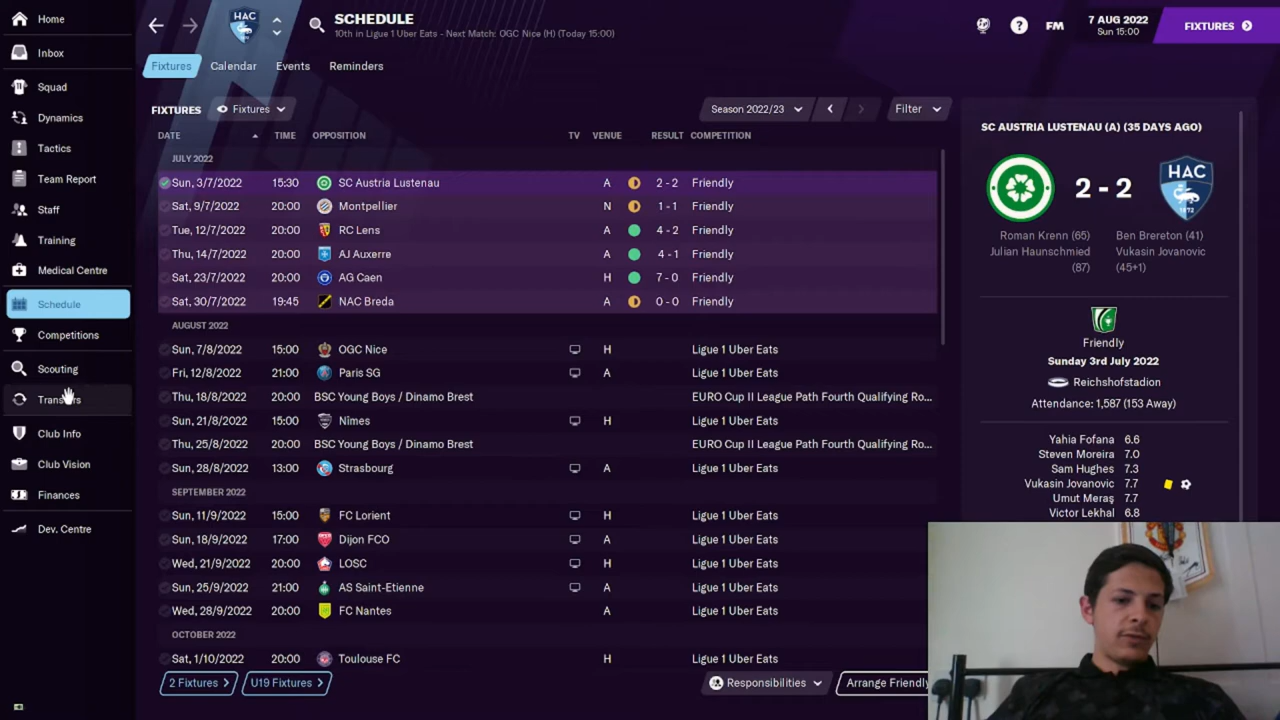 Home
Inbox
Squad
Dynamics
Tactics
Team Report
Staff
Training
Medical Centre
Schedule
Competitions
Scouting
Club Info
Club Vision
Finances
Dev. Centre
HAC
SCHEDULE
10th in Ligue 1 Uber Eats - Next Match: OGC Nice (H) (Today 15:00)
FM
7 AUG 2022
Sun 15:00
FIXTURES
Fixtures Calendar Events Reminders
FIXTURES Fixtures Season 2022/23 Filter
DATE TIME OPPOSITION TV VENUE RESULT COMPETITION
JULY 2022
Sun, 3/7/2022 15:30 SC Austria Lustenau A 2 - 2 Friendly
Sat, 9/7/2022 20:00 Montpellier N 1 - 1 Friendly
Tue, 12/7/2022 20:00 RC Lens A 4 - 2 Friendly
Thu, 14/7/2022 20:00 AJ Auxerre A 4 - 1 Friendly
Sat, 23/7/2022 20:00 AG Caen H 7 - 0 Friendly
Sat, 30/7/2022 19:45 NAC Breda A 0 - 0 Friendly
AUGUST 2022
Sun, 7/8/2022 15:00 OGC Nice H Ligue 1 Uber Eats
Fri, 12/8/2022 21:00 Paris SG A Ligue 1 Uber Eats
Thu, 18/8/2022 20:00 BSC Young Boys / Dinamo Brest EURO Cup II League Path Fourth Qualifying Ro...
Sun, 21/8/2022 15:00 Nîmes H Ligue 1 Uber Eats
Thu, 25/8/2022 20:00 BSC Young Boys / Dinamo Brest EURO Cup II League Path Fourth Qualifying Ro...
Sun, 28/8/2022 13:00 Strasbourg A Ligue 1 Uber Eats
SEPTEMBER 2022
Sun, 11/9/2022 15:00 FC Lorient H Ligue 1 Uber Eats
Sun, 18/9/2022 17:00 Dijon FCO A Ligue 1 Uber Eats
Wed, 21/9/2022 20:00 LOSC H Ligue 1 Uber Eats
Sun, 25/9/2022 21:00 AS Saint-Etienne A Ligue 1 Uber Eats
Wed, 28/9/2022 20:00 FC Nantes A Ligue 1 Uber Eats
OCTOBER 2022
Sat, 1/10/2022 20:00 Toulouse FC H Ligue 1 Uber Eats
2 Fixtures U19 Fixtures Responsibilities Arrange Friendly
SC AUSTRIA LUSTENAU (A) (35 DAYS AGO)
2 - 2
HAC
1872
Roman Krenn (65)
Julian Haunschmied
(87)
Ben Brereton (41)
Vukasin Jovanovic
(45+1)
Friendly
Sunday 3rd July 2022
Reichshofstadion
Attendance: 1,587 (153 Away)
Yahia Fofana 6.6
Steven Moreira 7.0
Sam Hughes 7.3
Vukasin Jovanovic 7.7
Umut Meraş 7.7
Victor Lekhal 6.8